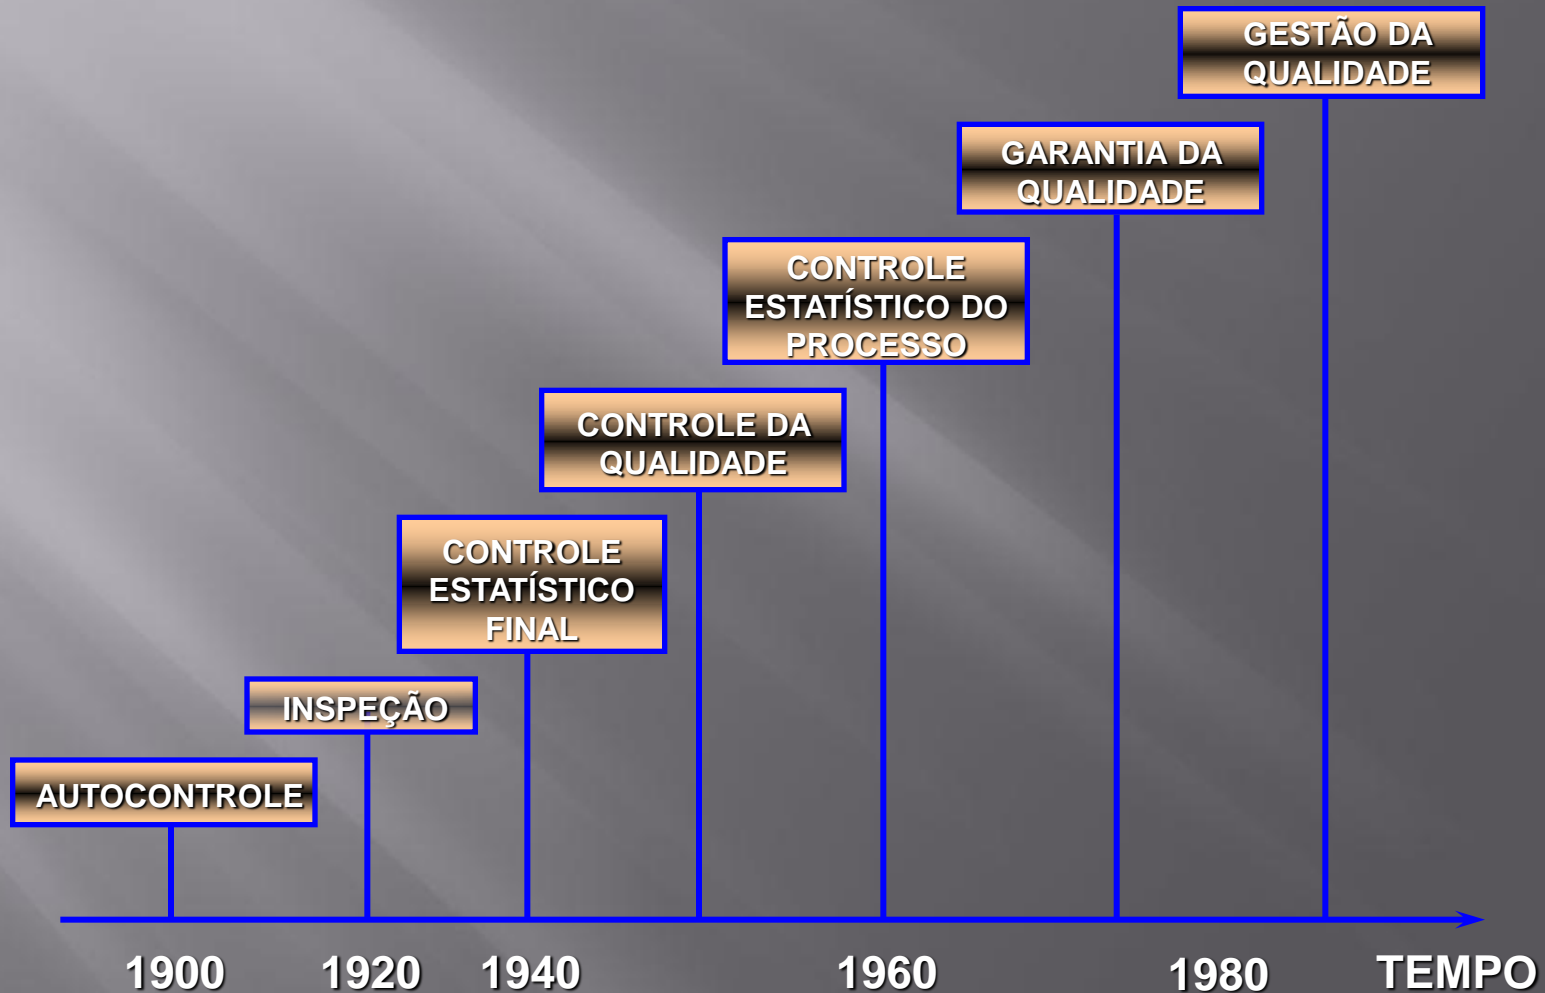 GESTÃO DA
QUALIDADE
GARANTIA DA
QUALIDADE
CONTROLE
ESTATÍSTICO DO
PROCESSO
CONTROLE DA
QUALIDADE
CONTROLE
ESTATÍSTICO
FINAL
INSPEÇÃO
AUTOCONTROLE
1900 1920 1940 1960 1980 TEMPO